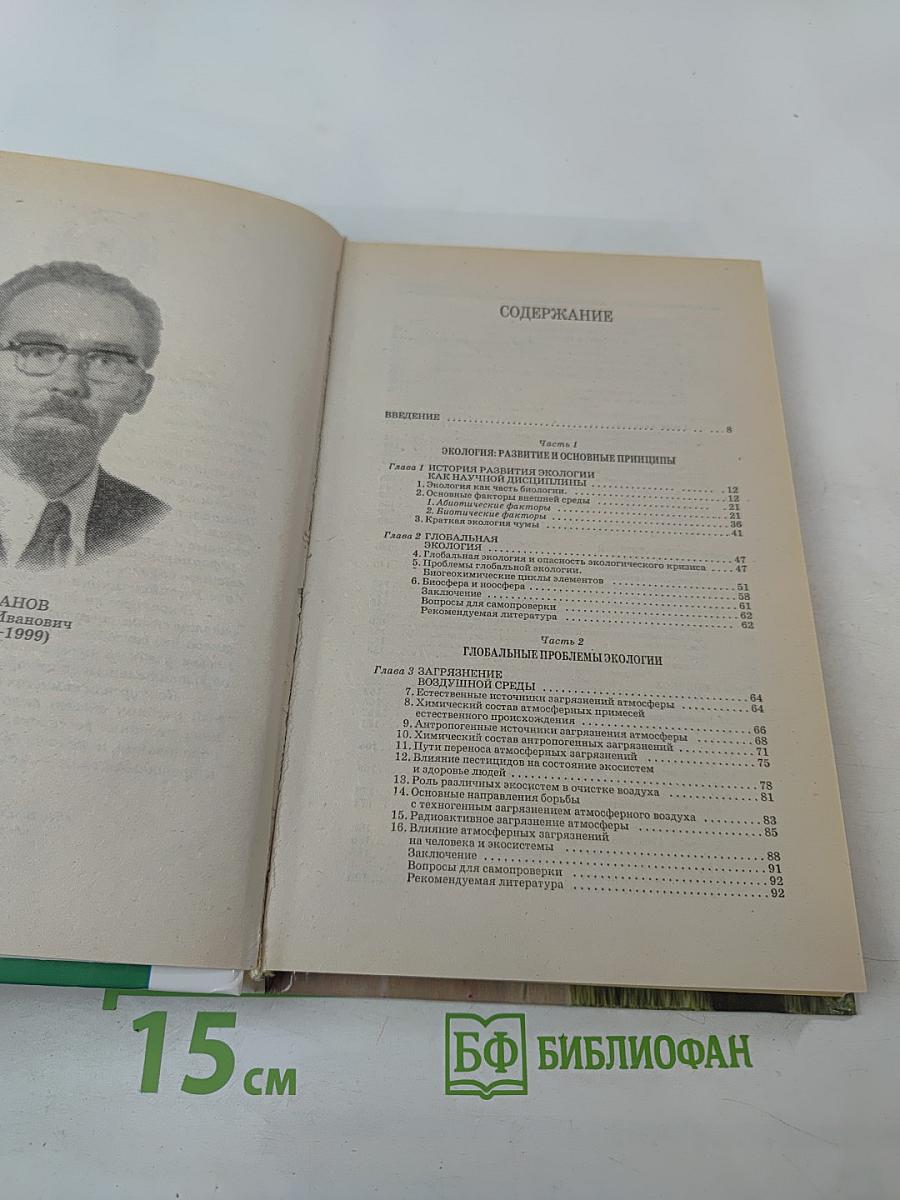 АНОВ
Иванович
-1999)
СОДЕРЖАНИЕ
ВВЕДЕНИЕ .......... 8
Часть 1
ЭКОЛОГИЯ: РАЗВИТИЕ И ОСНОВНЫЕ ПРИНЦИПЫ
Глава 1 ИСТОРИЯ РАЗВИТИЯ ЭКОЛОГИИ
КАК НАУЧНОЙ ДИСЦИПЛИНЫ .......... 12
1. Экология как часть биологии. .......... 12
2. Основные факторы внешней среды .......... 21
1. Абиотические факторы .......... 21
2. Биотические факторы .......... 36
3. Краткая экология чумы .......... 41
Глава 2 ГЛОБАЛЬНАЯ
ЭКОЛОГИЯ .......... 47
4. Глобальная экология и опасность экологического кризиса .......... 47
5. Проблемы глобальной экологии.
Биогеохимические циклы элементов .......... 51
6. Биосфера и ноосфера .......... 58
Заключение .......... 61
Вопросы для самопроверки .......... 62
Рекомендуемая литература .......... 62
Часть 2
ГЛОБАЛЬНЫЕ ПРОБЛЕМЫ ЭКОЛОГИИ
Глава 3 ЗАГРЯЗНЕНИЕ
ВОЗДУШНОЙ СРЕДЫ .......... 64
7. Естественные источники загрязнений атмосферы .......... 64
8. Химический состав атмосферных примесей
естественного происхождения .......... 66
9. Антропогенные источники загрязнения атмосферы .......... 68
10. Химический состав антропогенных загрязнений .......... 71
11. Пути переноса атмосферных загрязнений .......... 75
12. Влияние пестицидов на состояние экосистем
и здоровье людей .......... 78
13. Роль различных экосистем в очистке воздуха .......... 81
14. Основные направления борьбы
с техногенным загрязнением атмосферного воздуха .......... 83
15. Радиоактивное загрязнение атмосферы .......... 85
16. Влияние атмосферных загрязнений
на человека и экосистемы .......... 88
Заключение .......... 91
Вопросы для самопроверки .......... 92
Рекомендуемая литература .......... 92
15 см
БФ БИБЛИОФАН